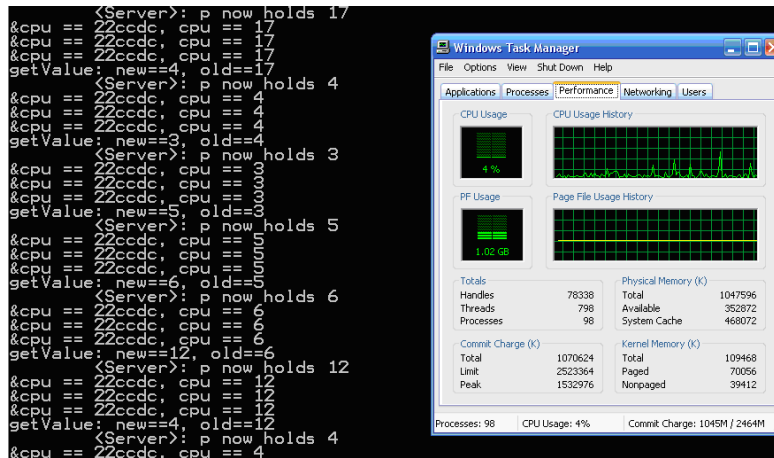 <Server>: p now holds 17
&cpu == 22ccdc, cpu == 17
&cpu == 22ccdc, cpu == 17
&cpu == 22ccdc, cpu == 17
getValue: new==4, old==17
<Server>: p now holds 4
&cpu == 22ccdc, cpu == 4
&cpu == 22ccdc, cpu == 4
&cpu == 22ccdc, cpu == 4
getValue: new==3, old==4
<Server>: p now holds 3
&cpu == 22ccdc, cpu == 3
&cpu == 22ccdc, cpu == 3
&cpu == 22ccdc, cpu == 3
getValue: new==5, old==3
<Server>: p now holds 5
&cpu == 22ccdc, cpu == 5
&cpu == 22ccdc, cpu == 5
&cpu == 22ccdc, cpu == 5
getValue: new==6, old==5
<Server>: p now holds 6
&cpu == 22ccdc, cpu == 6
&cpu == 22ccdc, cpu == 6
&cpu == 22ccdc, cpu == 6
getValue: new==12, old==6
<Server>: p now holds 12
&cpu == 22ccdc, cpu == 12
&cpu == 22ccdc, cpu == 12
&cpu == 22ccdc, cpu == 12
getValue: new==4, old==12
<Server>: p now holds 4
&cpu == 22ccdc, cpu == 4
Windows Task Manager
File Options View Shut Down Help
Applications Processes Performance Networking Users
CPU Usage CPU Usage History
4 %
PF Usage Page File Usage History
1.02 GB
Totals
Handles 78338
Threads 798
Processes 98
Physical Memory (K)
Total 1047596
Available 352872
System Cache 468072
Commit Charge (K)
Total 1070624
Limit 2523364
Peak 1532976
Kernel Memory (K)
Total 109468
Paged 70056
Nonpaged 39412
Processes: 98 CPU Usage: 4% Commit Charge: 1045M / 2464M